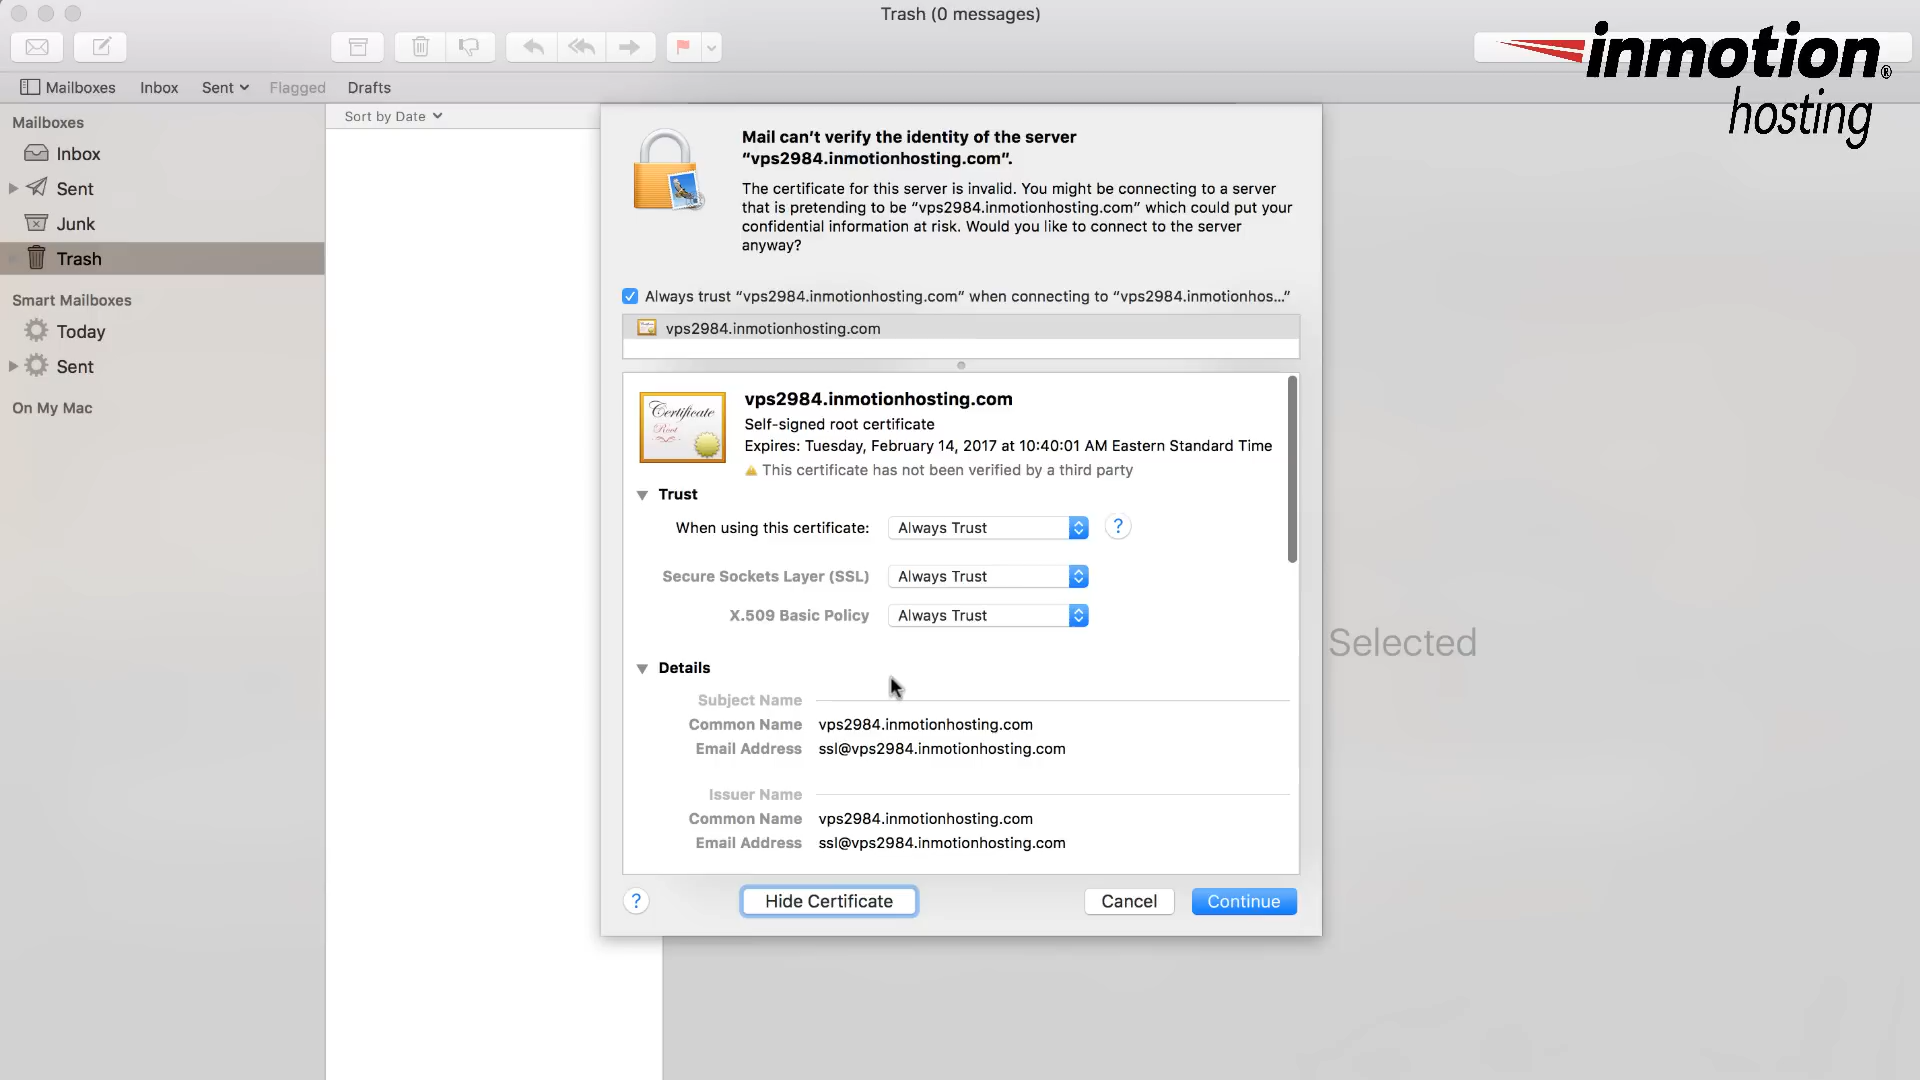 Trash (0 messages)
inmotion®
hosting
Mailboxes
Inbox
Sent
Flagged
Drafts
Mailboxes
Inbox
Sent
Junk
Trash
Smart Mailboxes
Today
Sent
On My Mac
Sort by Date
Mail can’t verify the identity of the server
“vps2984.inmotionhosting.com”.
The certificate for this server is invalid. You might be connecting to a server
that is pretending to be “vps2984.inmotionhosting.com” which could put your
confidential information at risk. Would you like to connect to the server
anyway?
Always trust “vps2984.inmotionhosting.com” when connecting to “vps2984.inmotionhos...”
vps2984.inmotionhosting.com
Certificate
Root
vps2984.inmotionhosting.com
Self-signed root certificate
Expires: Tuesday, February 14, 2017 at 10:40:01 AM Eastern Standard Time
This certificate has not been verified by a third party
Trust
When using this certificate: Always Trust ?
Secure Sockets Layer (SSL) Always Trust
X.509 Basic Policy Always Trust
Details
Subject Name
Common Name vps2984.inmotionhosting.com
Email Address ssl@vps2984.inmotionhosting.com
Issuer Name
Common Name vps2984.inmotionhosting.com
Email Address ssl@vps2984.inmotionhosting.com
? Hide Certificate Cancel Continue
Selected